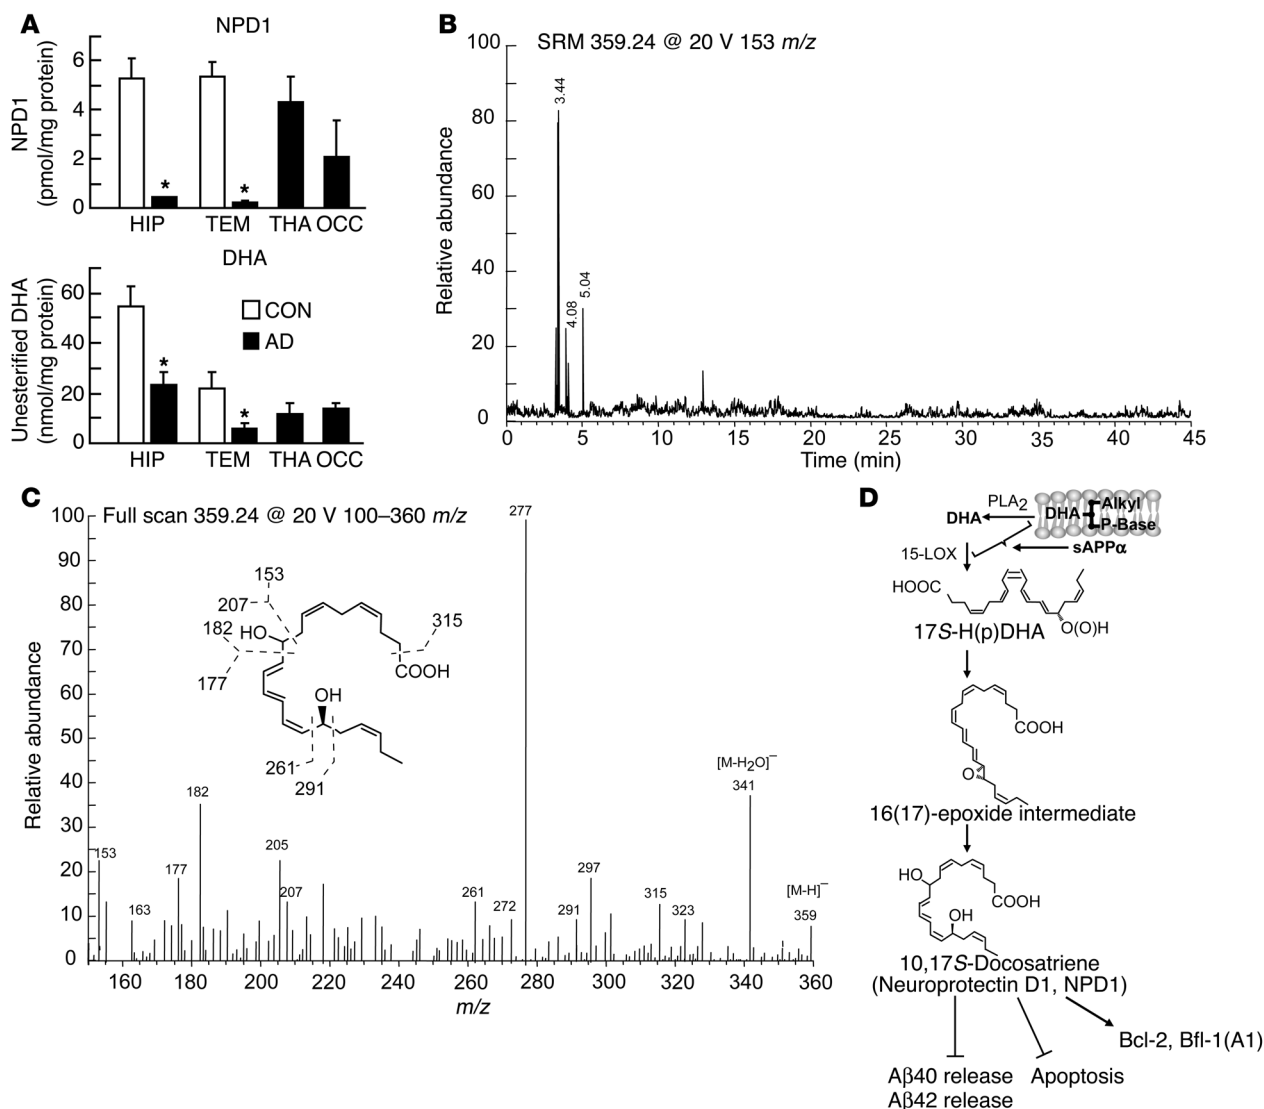 A
NPD1
NPD1
(pmol/mg protein)
6
4
2
0
*
*
HIP
TEM
THA
OCC
DHA
Unesterified DHA
(nmol/mg protein)
60
40
20
0
CON
AD
*
*
HIP
TEM
THA
OCC
B
SRM 359.24 @ 20 V 153 m/z
Relative abundance
100
80
60
40
20
0
3.44
4.08
5.04
0
5
10
15
20
25
30
35
40
45
Time (min)
C
Full scan 359.24 @ 20 V 100–360 m/z
Relative abundance
100
90
80
70
60
50
40
30
20
10
0
153
207
182
HO
177
315
COOH
OH
261
291
153
163
177
182
205
207
261
272
277
291
297
315
323
[M-H2O]−
341
[M-H]−
359
160
180
200
220
240
260
280
300
320
340
360
m/z
D
PLA2
DHA
DHA
Alkyl
P-Base
15-LOX
sAPPα
HOOC
O(O)H
17S-H(p)DHA
COOH
O
16(17)-epoxide intermediate
HO
COOH
OH
10,17S-Docosatriene
(Neuroprotectin D1, NPD1)
Bcl-2, Bfl-1(A1)
Aβ40 release
Aβ42 release
Apoptosis